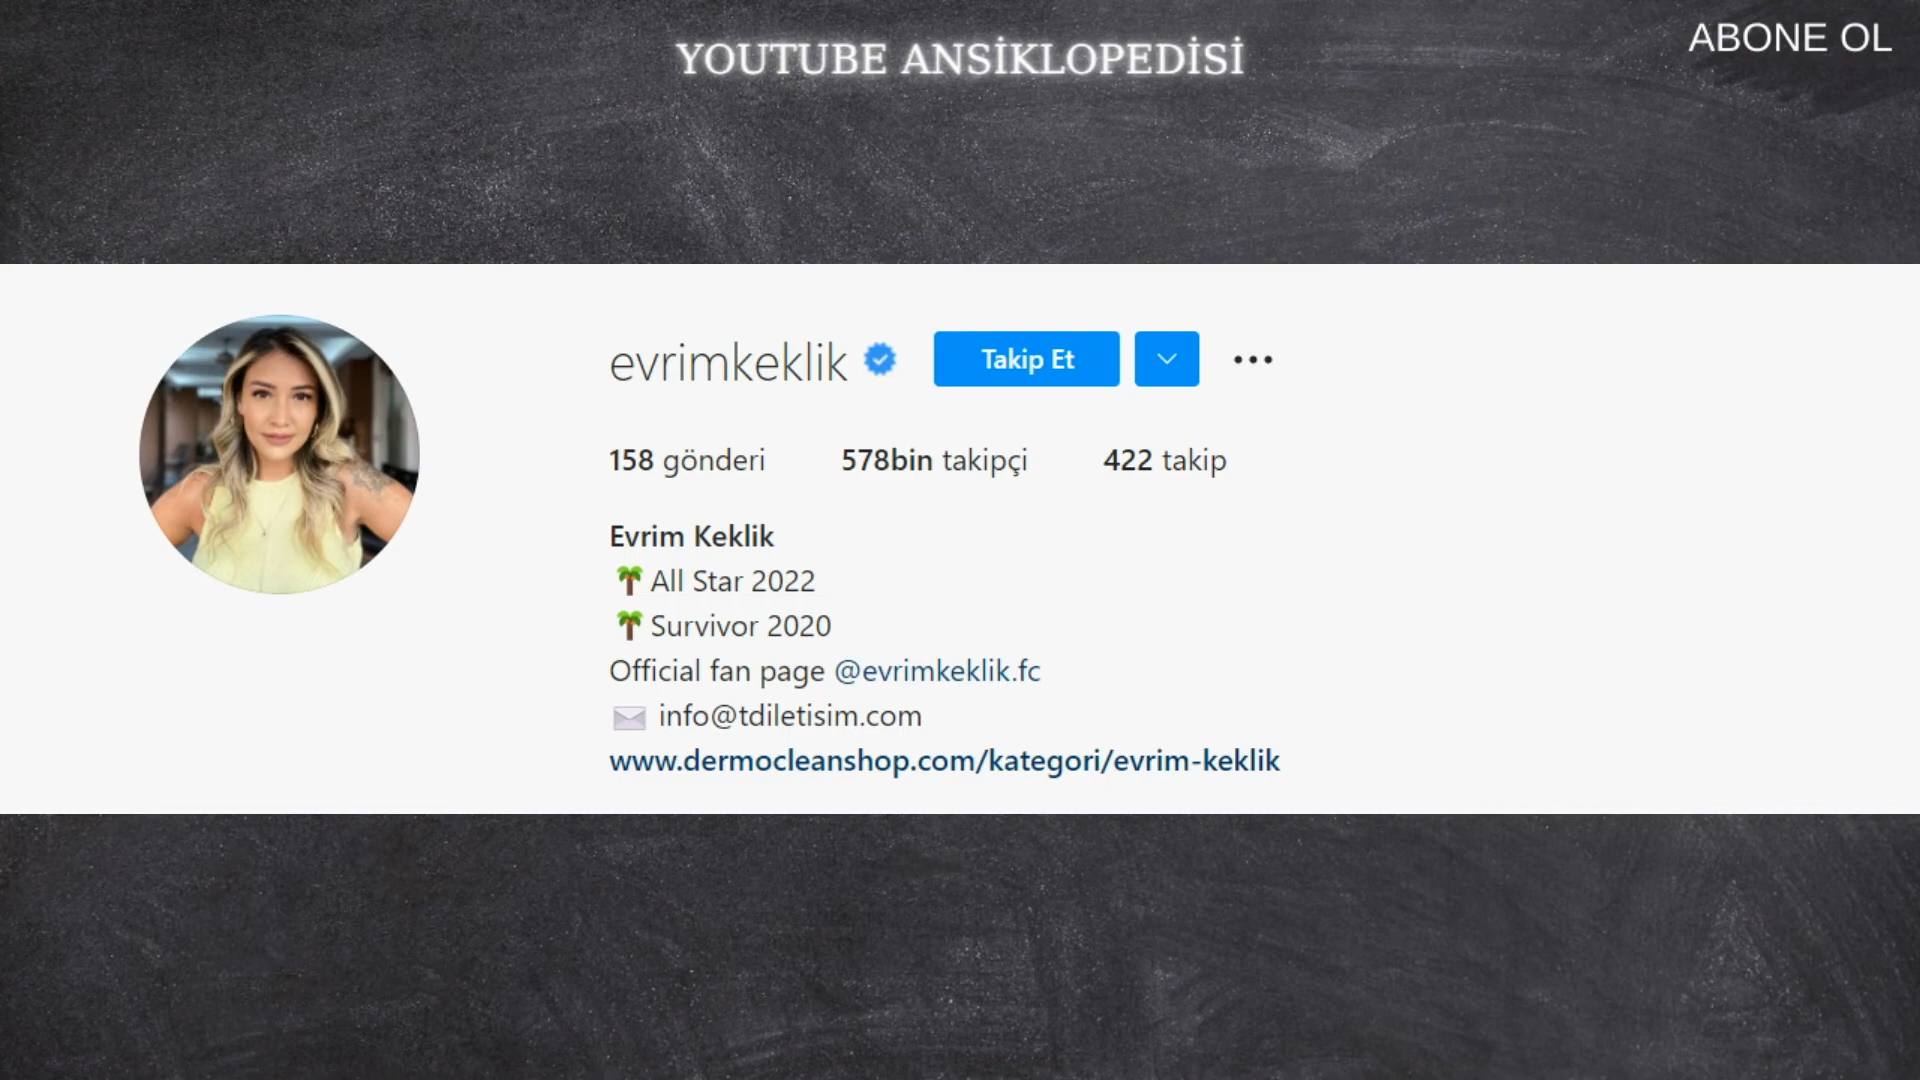 YOUTUBE ANSİKLOPEDİSİ
ABONE OL
evrimkeklik
Takip Et
158 gönderi 578bin takipçi 422 takip
Evrim Keklik
🌴All Star 2022
🌴Survivor 2020
Official fan page @evrimkeklik.fc
✉️ info@tdiletisim.com
www.dermocleanshop.com/kategori/evrim-keklik